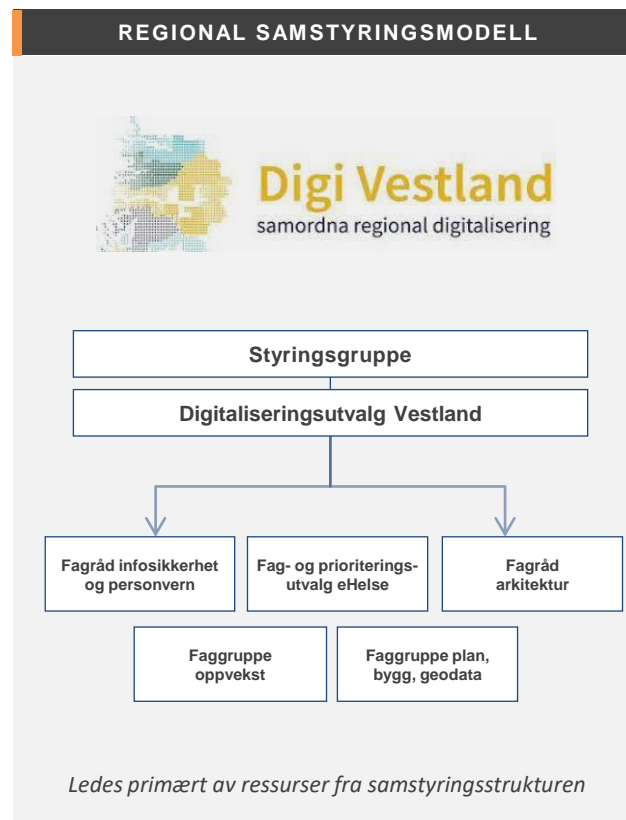 REGIONAL SAMSTYRINGSMODELL
Digi Vestland
samordna regional digitalisering
Styringsgruppe
Digitaliseringsutvalg Vestland
Fagråd infosikkerhet
og personvern
Fag- og prioriterings-
utvalg eHelse
Fagråd
arkitektur
Faggruppe
oppvekst
Faggruppe plan,
bygg, geodata
Ledes primært av ressurser fra samstyringsstrukturen